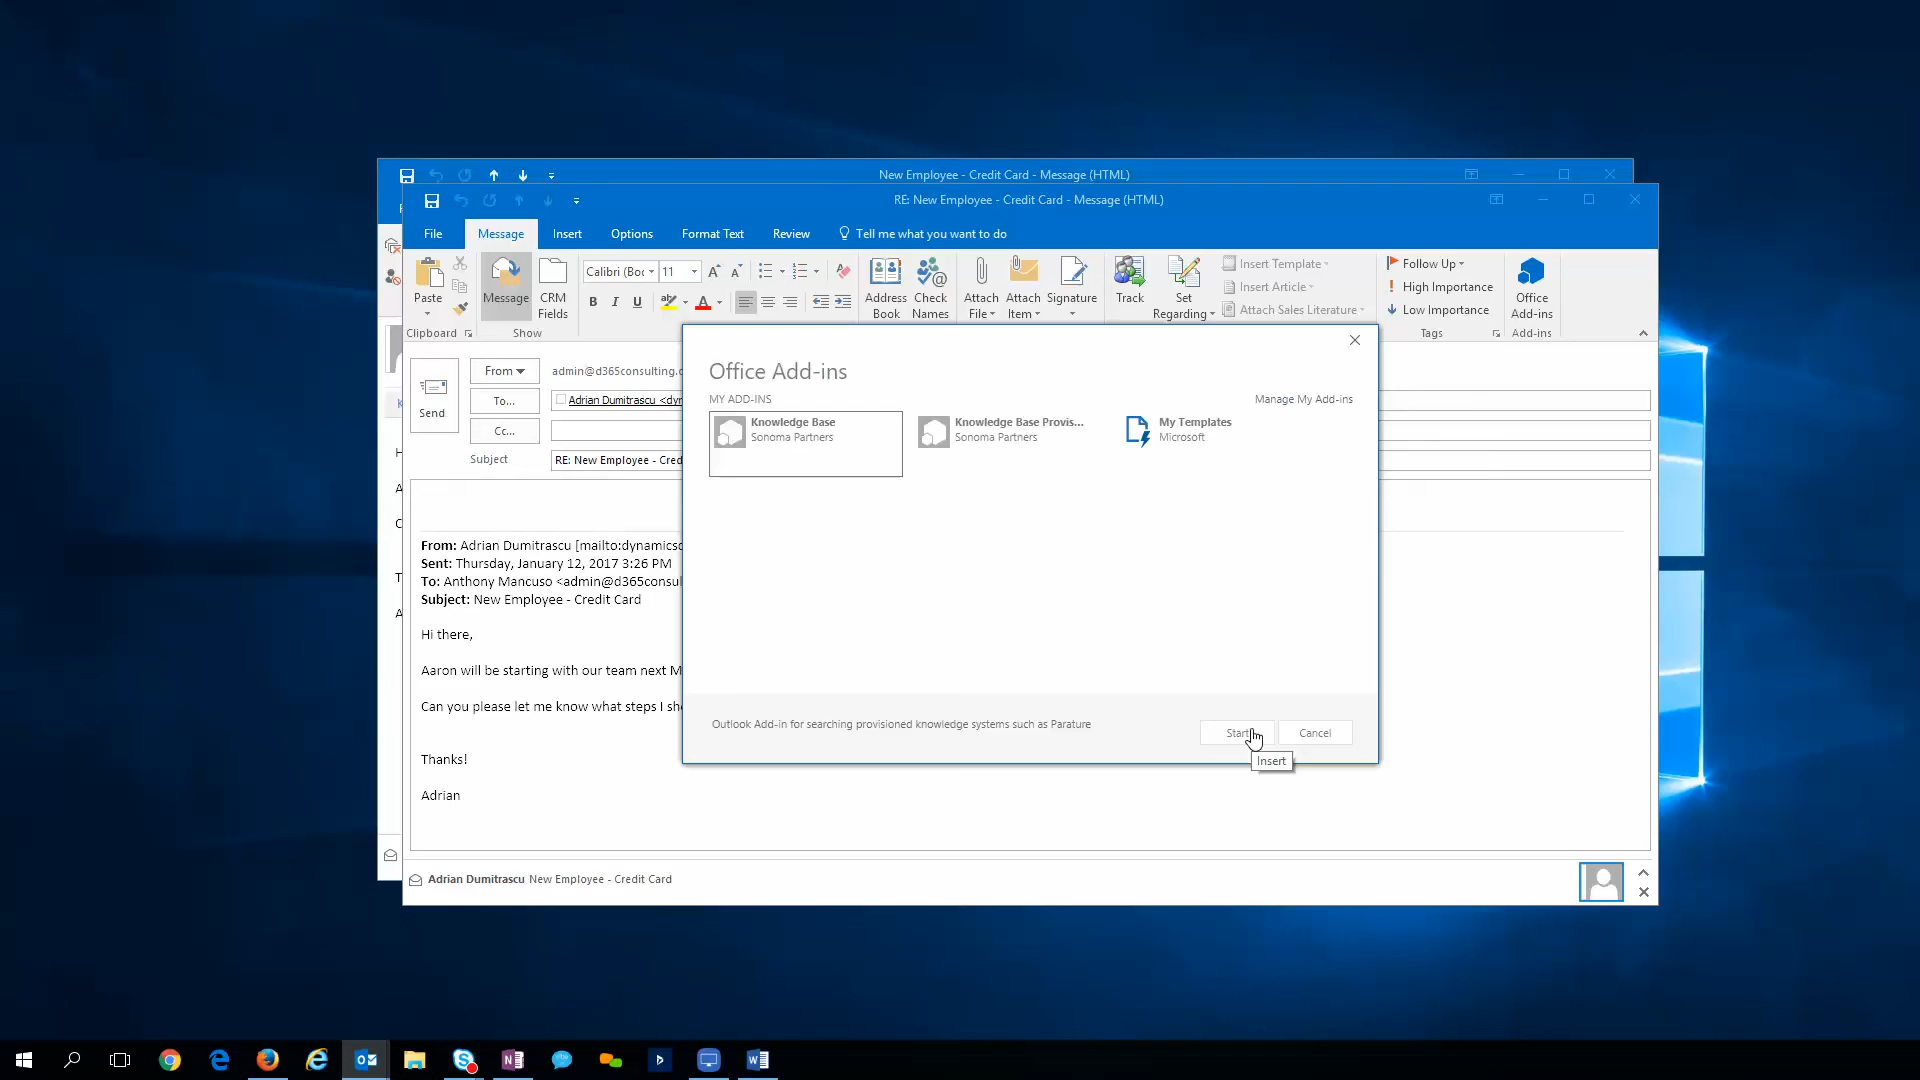 New Employee - Credit Card - Message (HTML)
RE: New Employee - Credit Card - Message (HTML)
File
Message
Insert
Options
Format Text
Review
Tell me what you want to do
Paste
Clipboard
Message
CRM
Fields
Show
Calibri (Boc
11
B I U
Address
Book
Check
Names
Attach
File
Attach
Item
Signature
Track
Set
Regarding
Insert Template
Insert Article
Attach Sales Literature
Follow Up
High Importance
Low Importance
Tags
Office
Add-ins
Add-ins
Send
From
admin@d365consulting.c
To...
Adrian Dumitrascu <dyn
Cc...
Subject
RE: New Employee - Cred
From: Adrian Dumitrascu [mailto:dynamicsc
Sent: Thursday, January 12, 2017 3:26 PM
To: Anthony Mancuso <admin@d365consul
Subject: New Employee - Credit Card
Hi there,
Aaron will be starting with our team next M
Can you please let me know what steps I sh
Thanks!
Adrian
Office Add-ins
MY ADD-INS
Manage My Add-ins
Knowledge Base
Sonoma Partners
Knowledge Base Provis...
Sonoma Partners
My Templates
Microsoft
Outlook Add-in for searching provisioned knowledge systems such as Parature
Start
Cancel
Insert
Adrian Dumitrascu New Employee - Credit Card